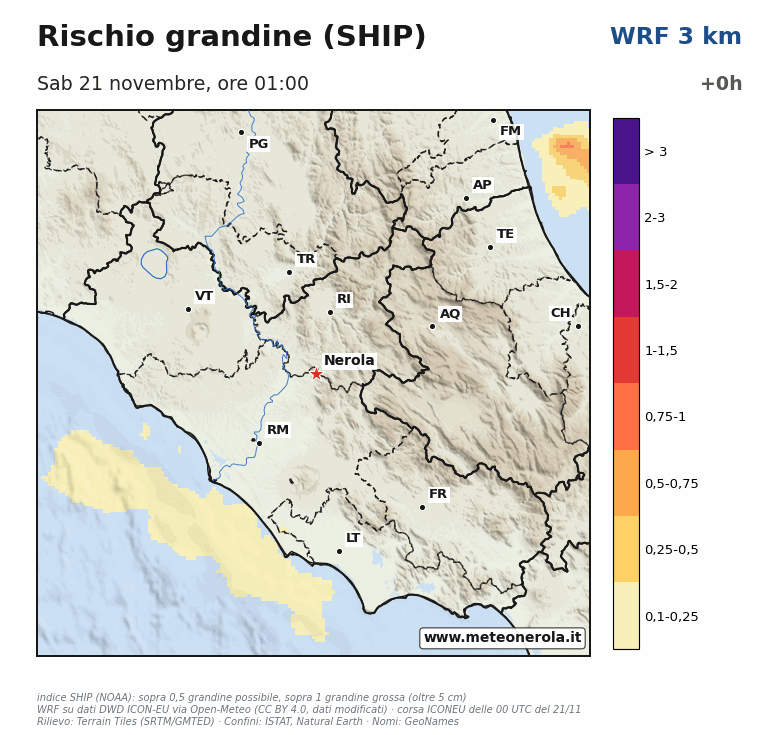 Rischio grandine (SHIP)
WRF 3 km
Sab 21 novembre, ore 01:00
+0h
FM
PG
AP
TE
TR
VT
RI
AQ
CH
Nerola
RM
FR
LT
www.meteonerola.it
> 3
2-3
1,5-2
1-1,5
0,75-1
0,5-0,75
0,25-0,5
0,1-0,25
indice SHIP (NOAA): sopra 0,5 grandine possibile, sopra 1 grandine grossa (oltre 5 cm)
WRF su dati DWD ICON-EU via Open-Meteo (CC BY 4.0, dati modificati) · corsa ICONEU delle 00 UTC del 21/11
Rilievo: Terrain Tiles (SRTM/GMTED) · Confini: ISTAT, Natural Earth · Nomi: GeoNames